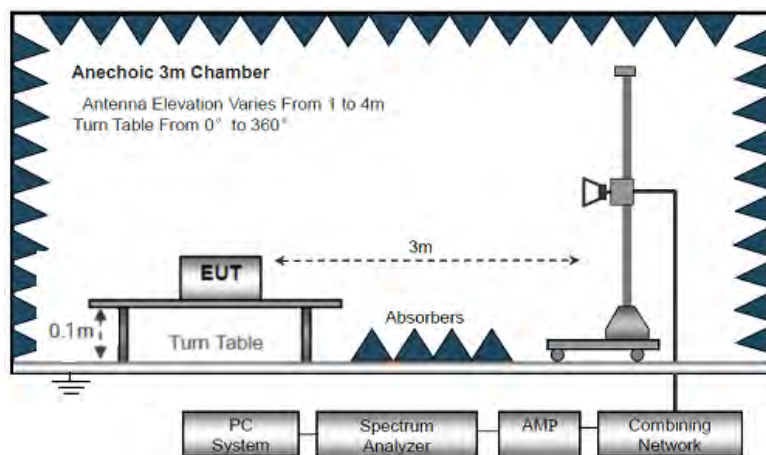 Anechoic 3m Chamber
Antenna Elevation Varies From 1 to 4m
Turn Table From 0° to 360°
3m
EUT
0.1m
Turn Table
Absorbers
PC
System
Spectrum
Analyzer
AMP
Combining
Network